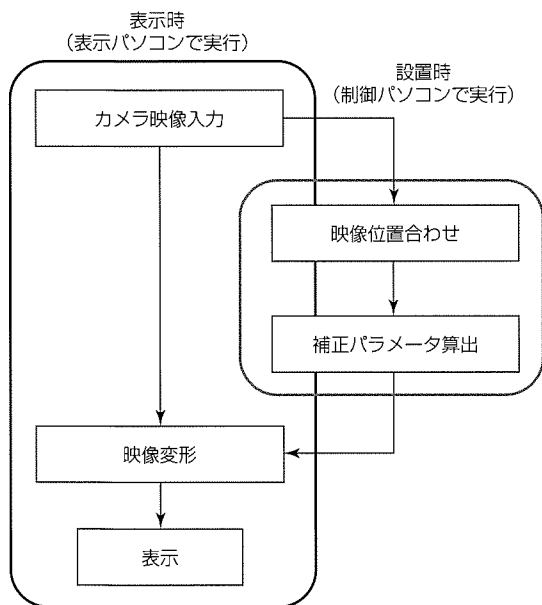 表示時
（表示パソコンで実行）
設置時
（制御パソコンで実行）
カメラ映像入力
映像位置合わせ
補正パラメータ算出
映像変形
表示